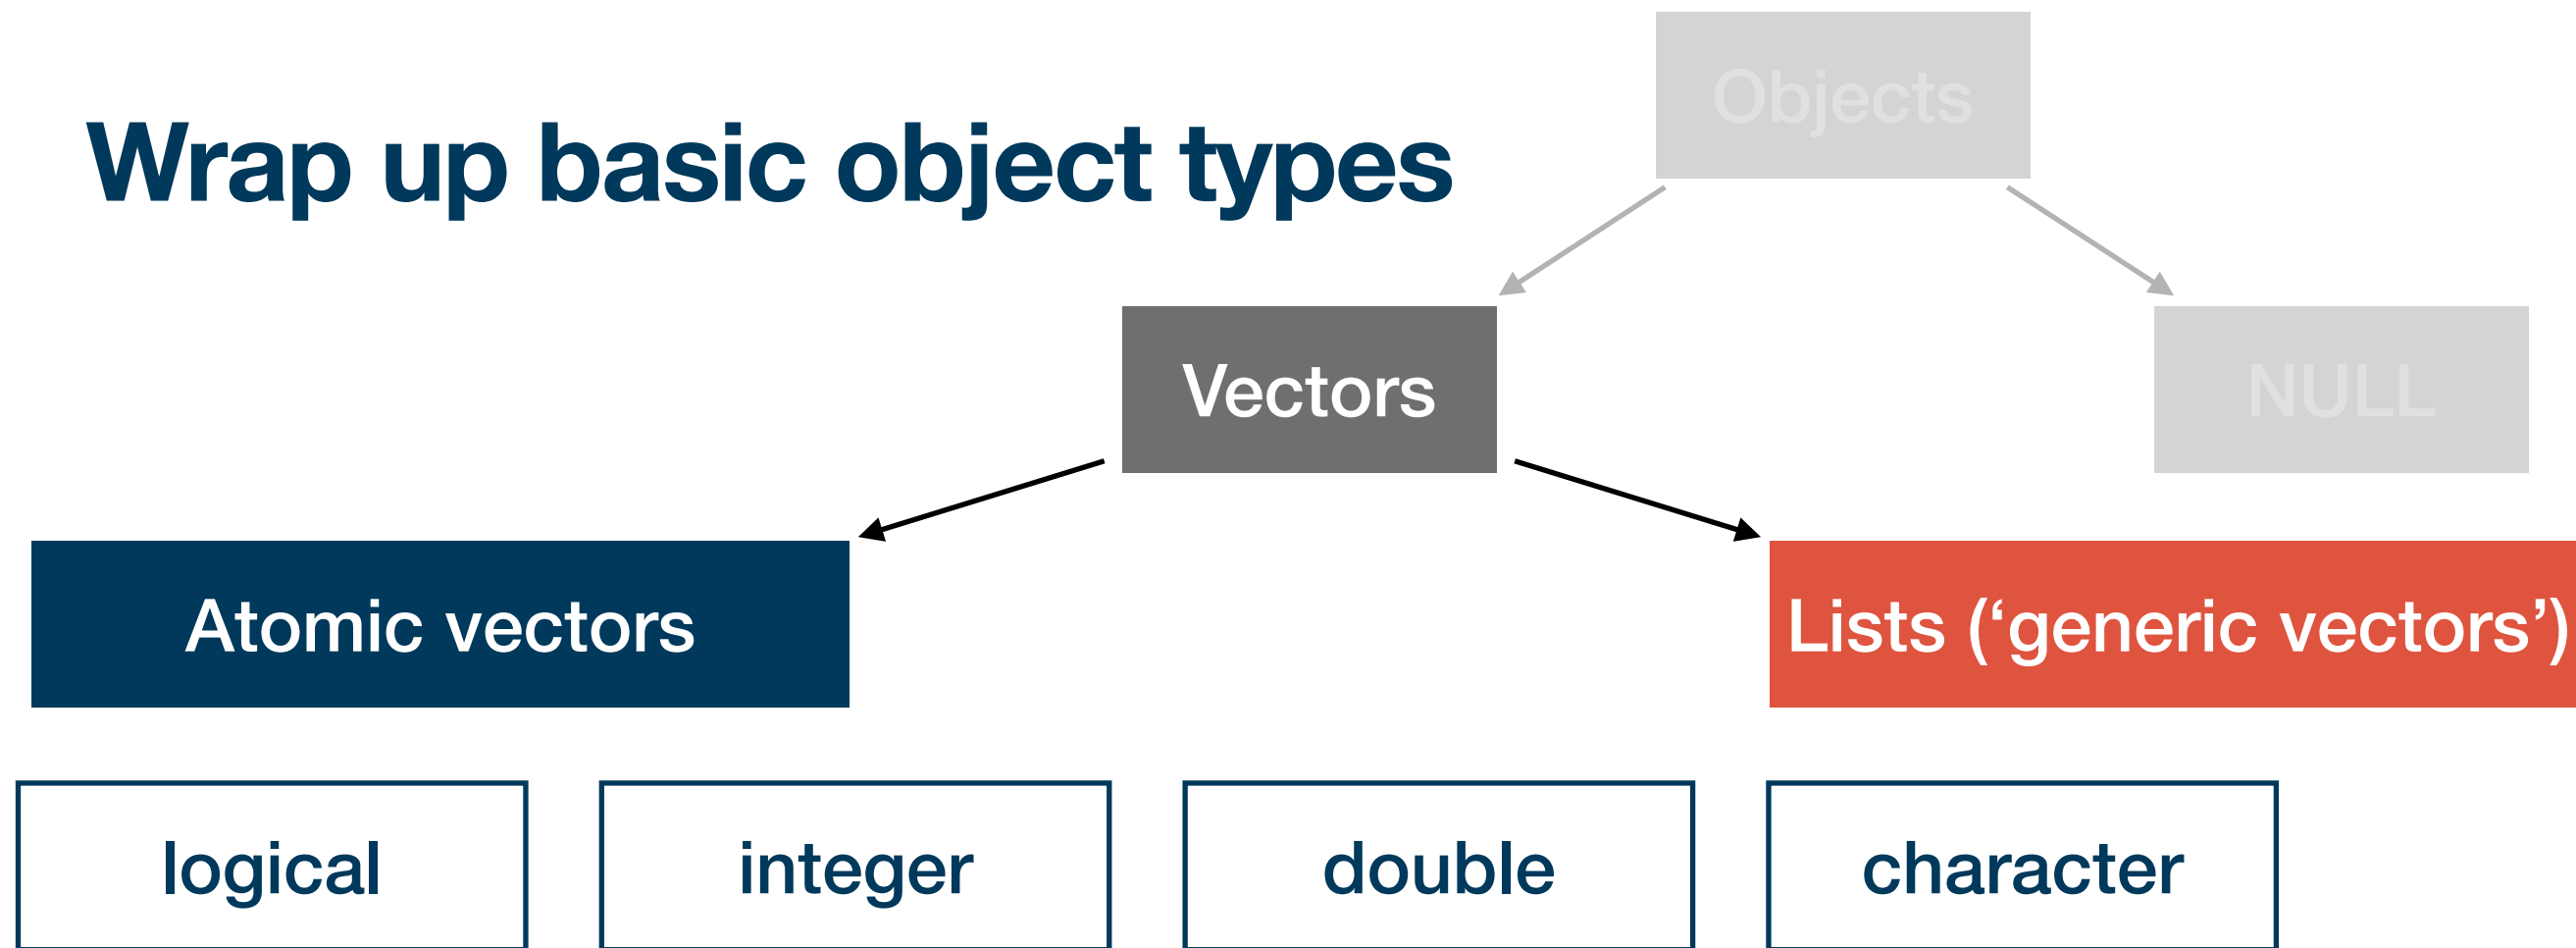 Objects
Wrap up basic object types
Vectors
NULL
Atomic vectors
Lists (‘generic vectors’)
logical
integer
double
character